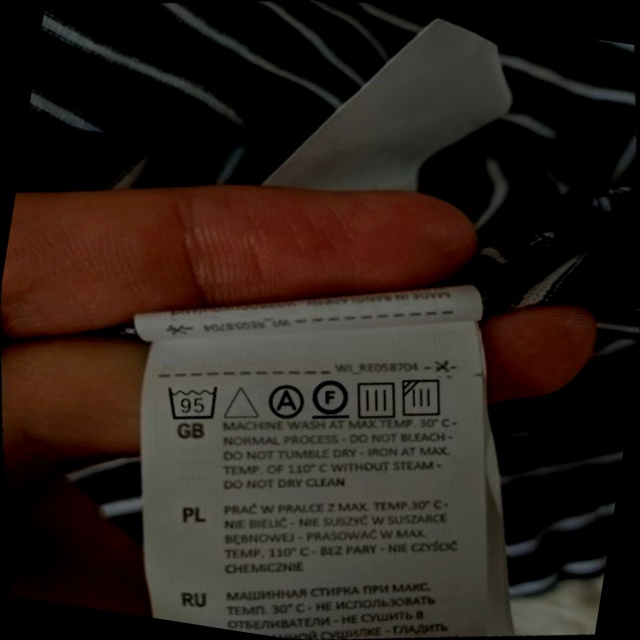 WI_RE058704
WI_RE058704
95 A F
GB MACHINE WASH AT MAX.TEMP. 30° C -
NORMAL PROCESS - DO NOT BLEACH -
DO NOT TUMBLE DRY - IRON AT MAX.
TEMP. OF 110° C WITHOUT STEAM -
DO NOT DRY CLEAN
PL PRAĆ W PRALCE Z MAX. TEMP.30° C -
NIE BIELIĆ - NIE SUSZYĆ W SUSZARCE
BĘBNOWEJ - PRASOWAĆ W MAX.
TEMP. 110° C - BEZ PARY - NIE CZYŚCIĆ
CHEMICZNIE
RU МАШИННАЯ СТИРКА ПРИ МАКС.
ТЕМП. 30° C - НЕ ИСПОЛЬЗОВАТЬ
ОТБЕЛИВАТЕЛИ - НЕ СУШИТЬ В
СУШИЛКЕ - ГЛАДИТЬ